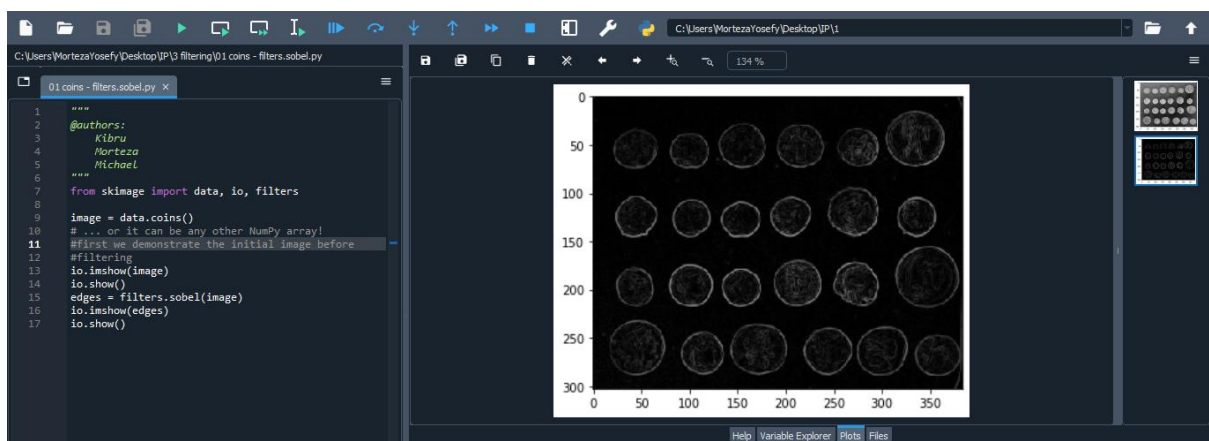 C:\Users\MortezaYosefy\Desktop\IP\1
C:\Users\MortezaYosefy\Desktop\IP\3 filtering\01 coins - filters.sobel.py
01 coins - filters.sobel.py ×
1 """
2 @authors:
3 Kibru
4 Morteza
5 Michael
6 """
7 from skimage import data, io, filters
8
9 image = data.coins()
10 # ... or it can be any other NumPy array!
11 #first we demonstrate the initial image before
12 #filtering
13 io.imshow(image)
14 io.show()
15 edges = filters.sobel(image)
16 io.imshow(edges)
17 io.show()
134 %
0
50
100
150
200
250
300
0 50 100 150 200 250 300 350
Help Variable Explorer Plots Files